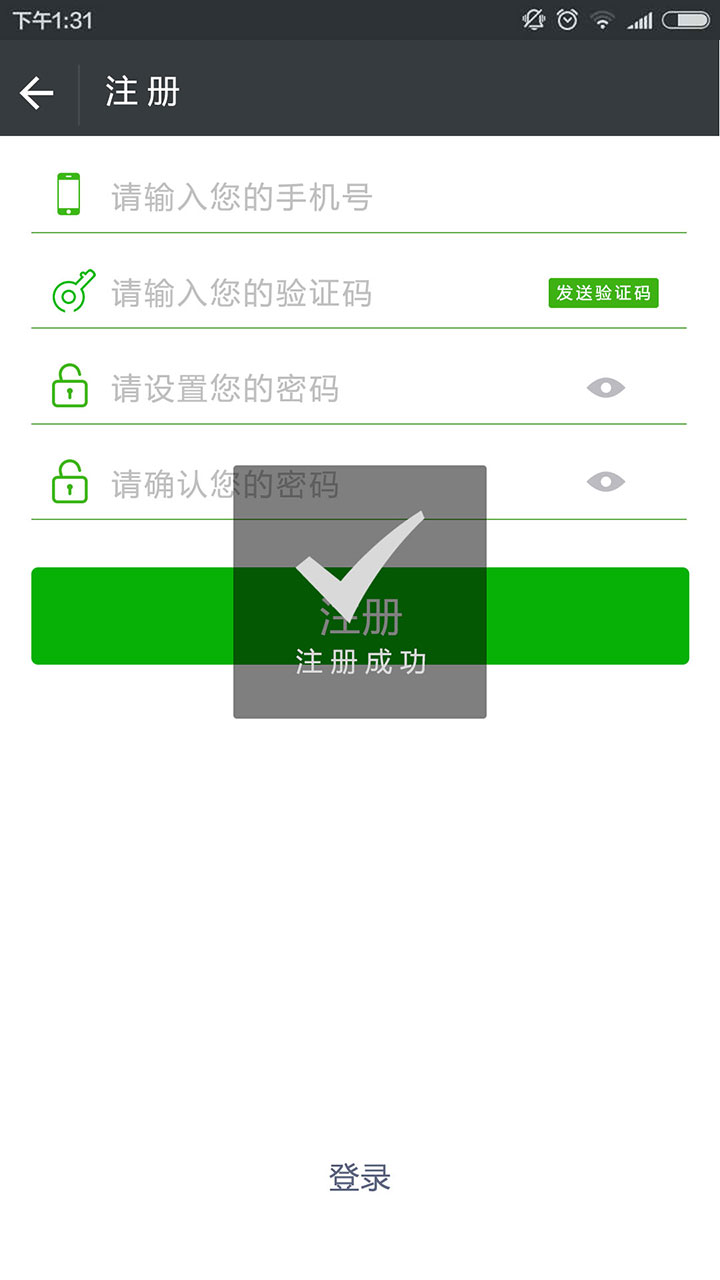 下午1:31
注册
请输入您的手机号
请输入您的验证码
发送验证码
请设置您的密码
请确认您的密码
注册
注册成功
登录